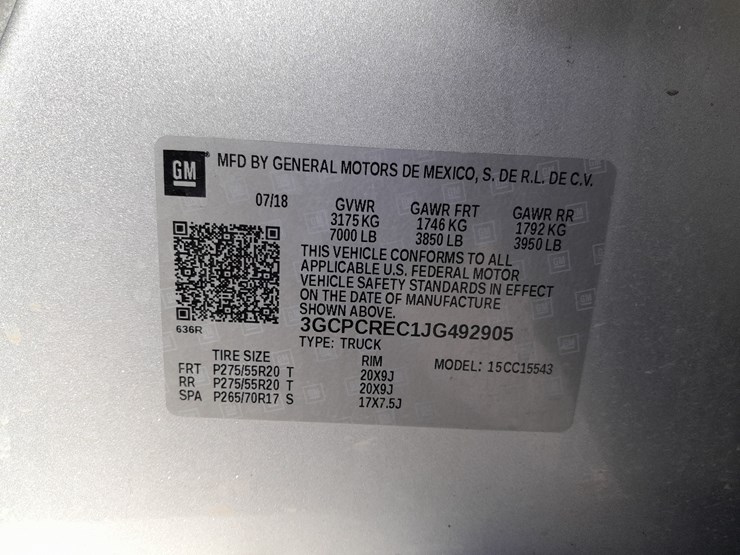 GM MFD BY GENERAL MOTORS DE MEXICO, S. DE R.L. DE C.V.
07/18 GVWR GAWR FRT GAWR RR
3175 KG 1746 KG 1792 KG
7000 LB 3850 LB 3950 LB
THIS VEHICLE CONFORMS TO ALL
APPLICABLE U.S. FEDERAL MOTOR
VEHICLE SAFETY STANDARDS IN EFFECT
ON THE DATE OF MANUFACTURE
SHOWN ABOVE.
636R
3GCPCREC1JG492905
TYPE: TRUCK
TIRE SIZE RIM MODEL: 15CC15543
FRT P275/55R20 T 20X9J
RR P275/55R20 T 20X9J
SPA P265/70R17 S 17X7.5J